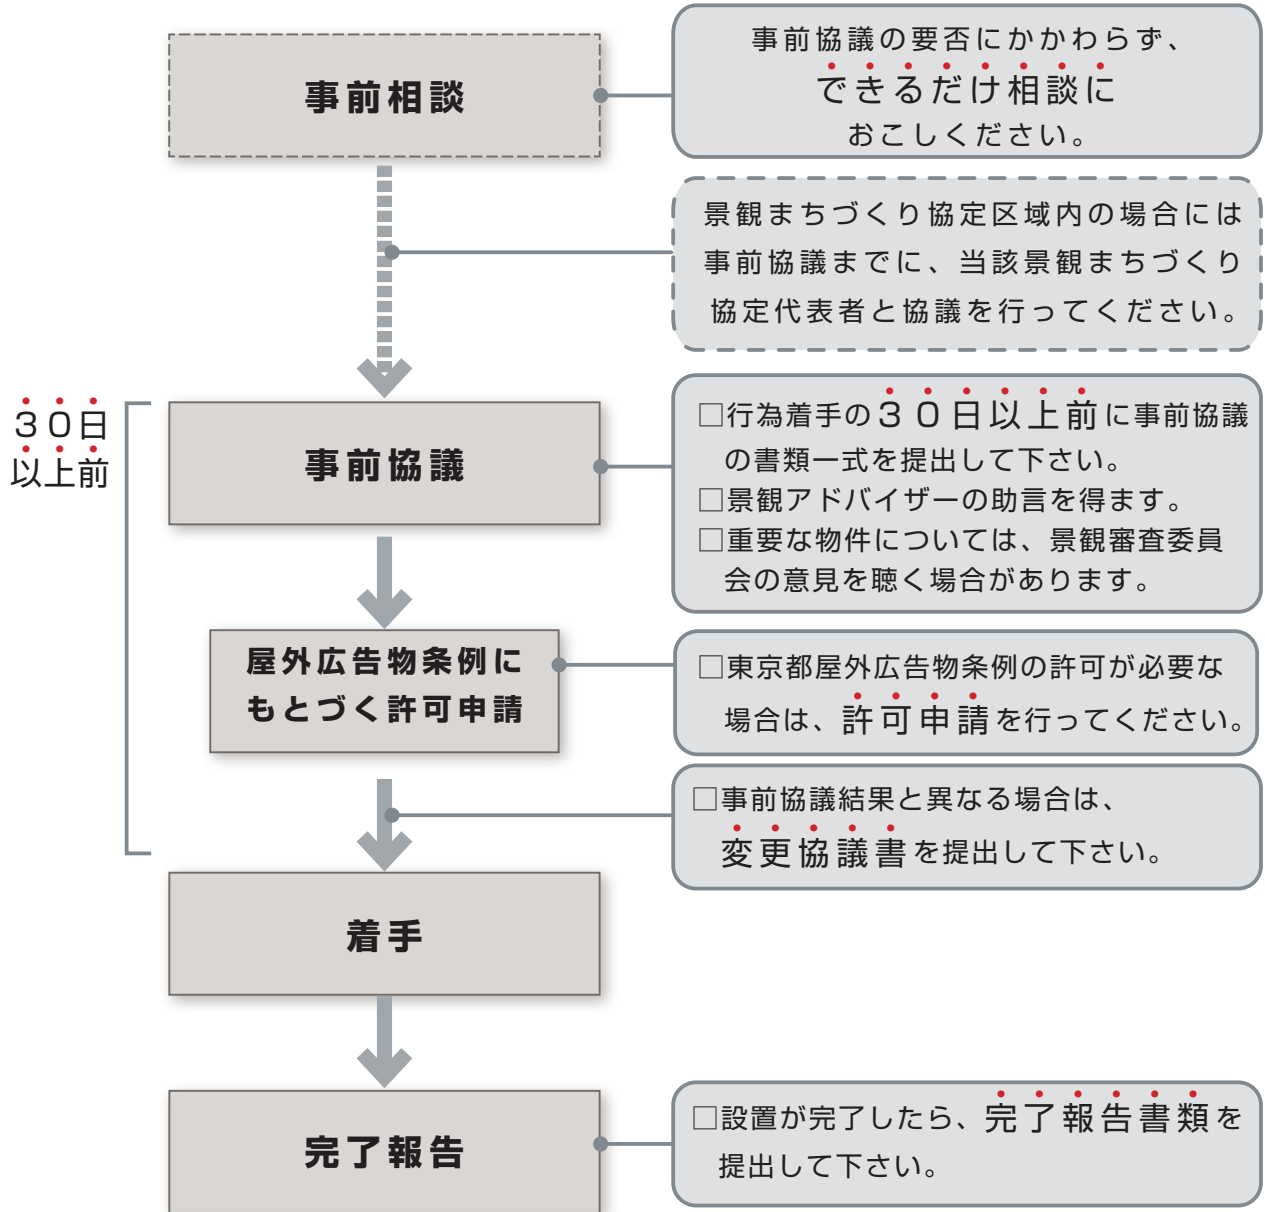 事前相談
事前協議の要否にかかわらず、
できるだけ相談に
おこしください。
景観まちづくり協定区域内の場合には
事前協議までに、当該景観まちづくり
協定代表者と協議を行ってください。
30日
以上前
事前協議
□行為着手の30日以上前に事前協議
の書類一式を提出して下さい。
□景観アドバイザーの助言を得ます。
□重要な物件については、景観審査委員
会の意見を聴く場合があります。
屋外広告物条例に
もとづく許可申請
□東京都屋外広告物条例の許可が必要な
場合は、許可申請を行ってください。
□事前協議結果と異なる場合は、
変更協議書を提出して下さい。
着手
完了報告
□設置が完了したら、完了報告書類を
提出して下さい。